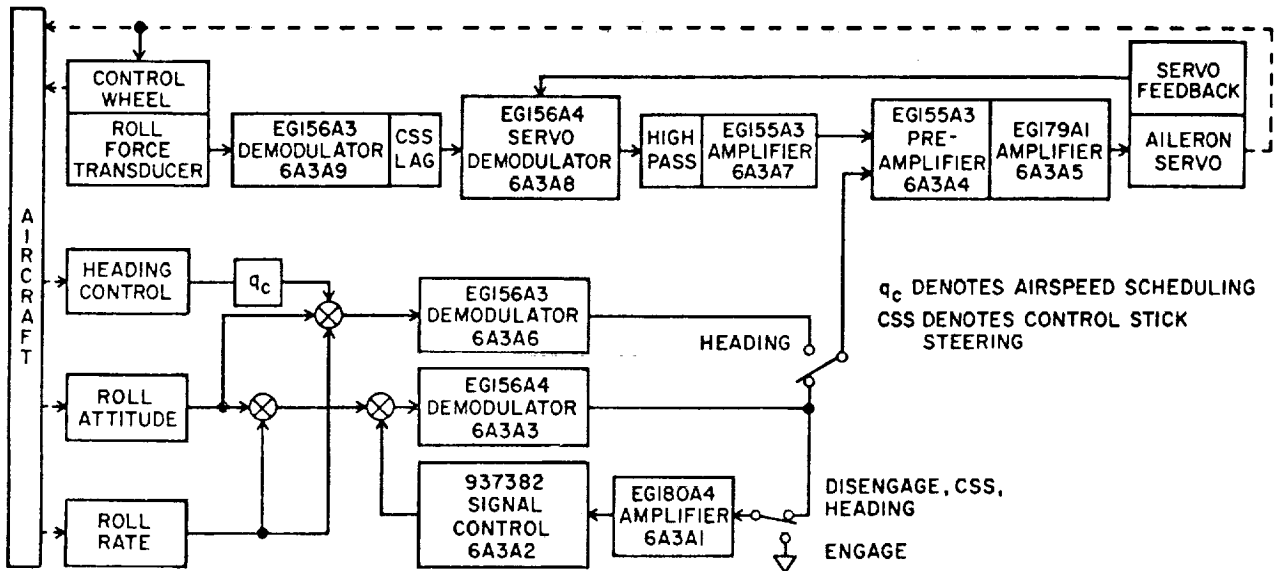 AIRCRAFT
CONTROL
WHEEL
ROLL
FORCE
TRANSDUCER
EG156A3
DEMODULATOR
6A3A9
CSS
LAG
EG156A4
SERVO
DEMODULATOR
6A3A8
HIGH
PASS
EG155A3
AMPLIFIER
6A3A7
EG155A3
PRE-
AMPLIFIER
6A3A4
EG179A1
AMPLIFIER
6A3A5
SERVO
FEEDBACK
AILERON
SERVO
HEADING
CONTROL
qc
EG156A3
DEMODULATOR
6A3A6
HEADING
qc DENOTES AIRSPEED SCHEDULING
CSS DENOTES CONTROL STICK
STEERING
ROLL
ATTITUDE
EG156A4
DEMODULATOR
6A3A3
ROLL
RATE
937382
SIGNAL
CONTROL
6A3A2
EG180A4
AMPLIFIER
6A3A1
DISENGAGE, CSS,
HEADING
ENGAGE